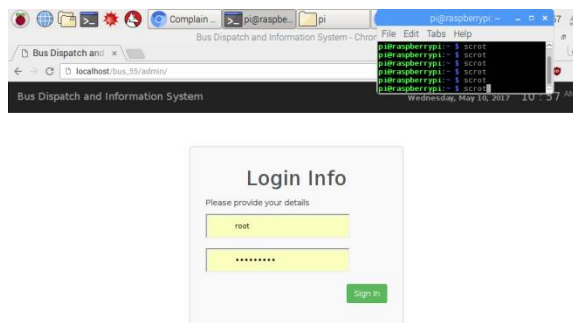 Complain ...
pi@raspbe...
pi
57
Bus Dispatch and Information System - Chror
pi@raspberrypi: ~
File Edit Tabs Help
pi@raspberrypi:~ $ scrot
pi@raspberrypi:~ $ scrot
pi@raspberrypi:~ $ scrot
pi@raspberrypi:~ $ scrot
pi@raspberrypi:~ $ scrot
pi@raspberrypi:~ $ scrot
Bus Dispatch and
localhost/bus_55/admin/
Bus Dispatch and Information System
Wednesday, May 10, 2017 10 : 57 AM
Login Info
Please provide your details
root
•••••••••
Sign In